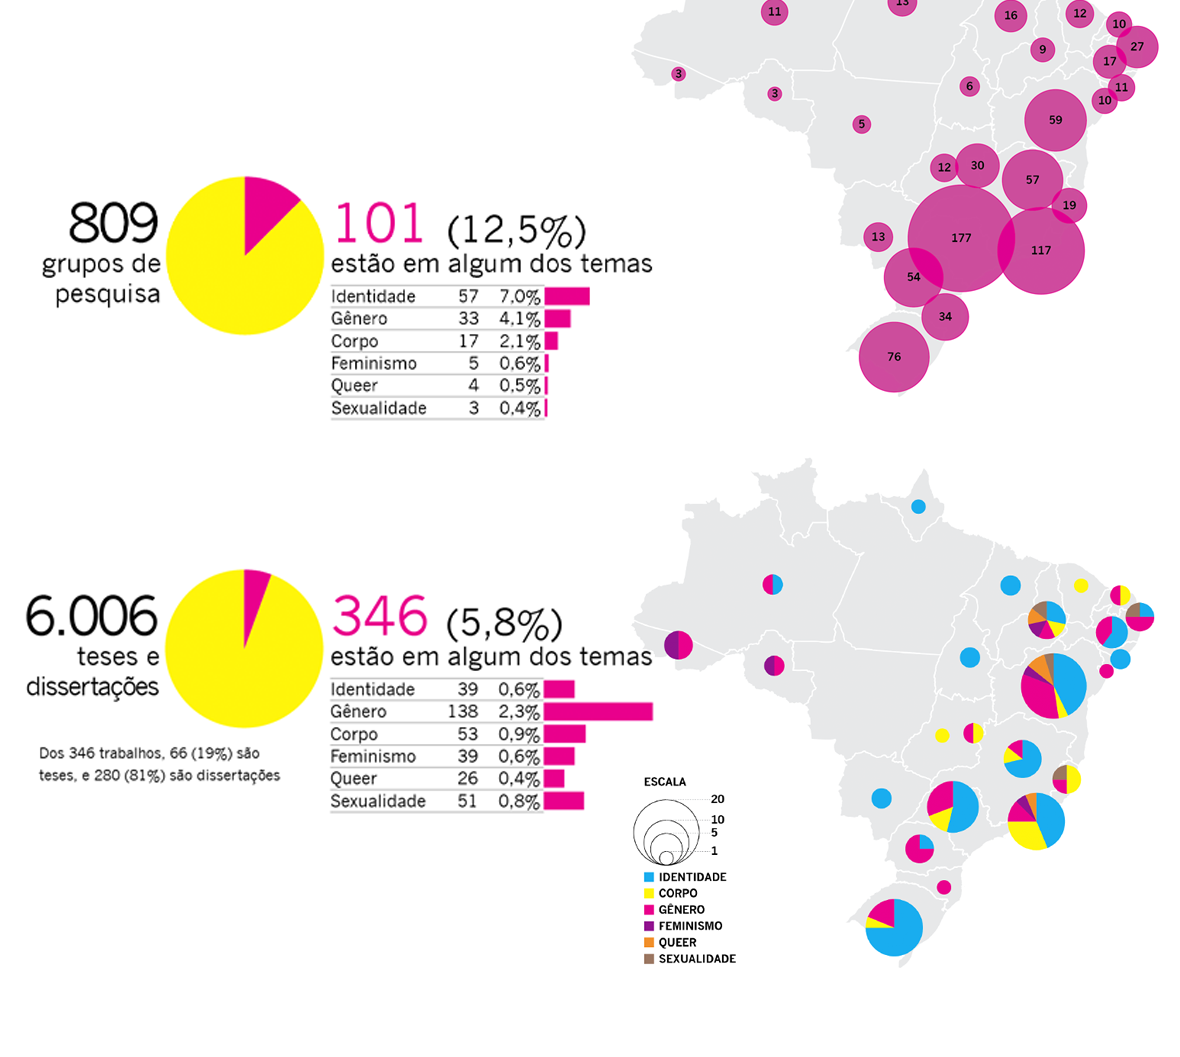 11
13
16
12
10
27
9
17
3
3
6
11
10
5
59
12
30
57
19
13
177
117
54
34
76
809
grupos de
pesquisa
101 (12,5%)
estão em algum dos temas
Identidade 57 7,0%
Gênero 33 4,1%
Corpo 17 2,1%
Feminismo 5 0,6%
Queer 4 0,5%
Sexualidade 3 0,4%
6.006
teses e
dissertações
346 (5,8%)
estão em algum dos temas
Identidade 39 0,6%
Gênero 138 2,3%
Corpo 53 0,9%
Feminismo 39 0,6%
Queer 26 0,4%
Sexualidade 51 0,8%
Dos 346 trabalhos, 66 (19%) são
teses, e 280 (81%) são dissertações
ESCALA
20
10
5
1
IDENTIDADE
CORPO
GÊNERO
FEMINISMO
QUEER
SEXUALIDADE